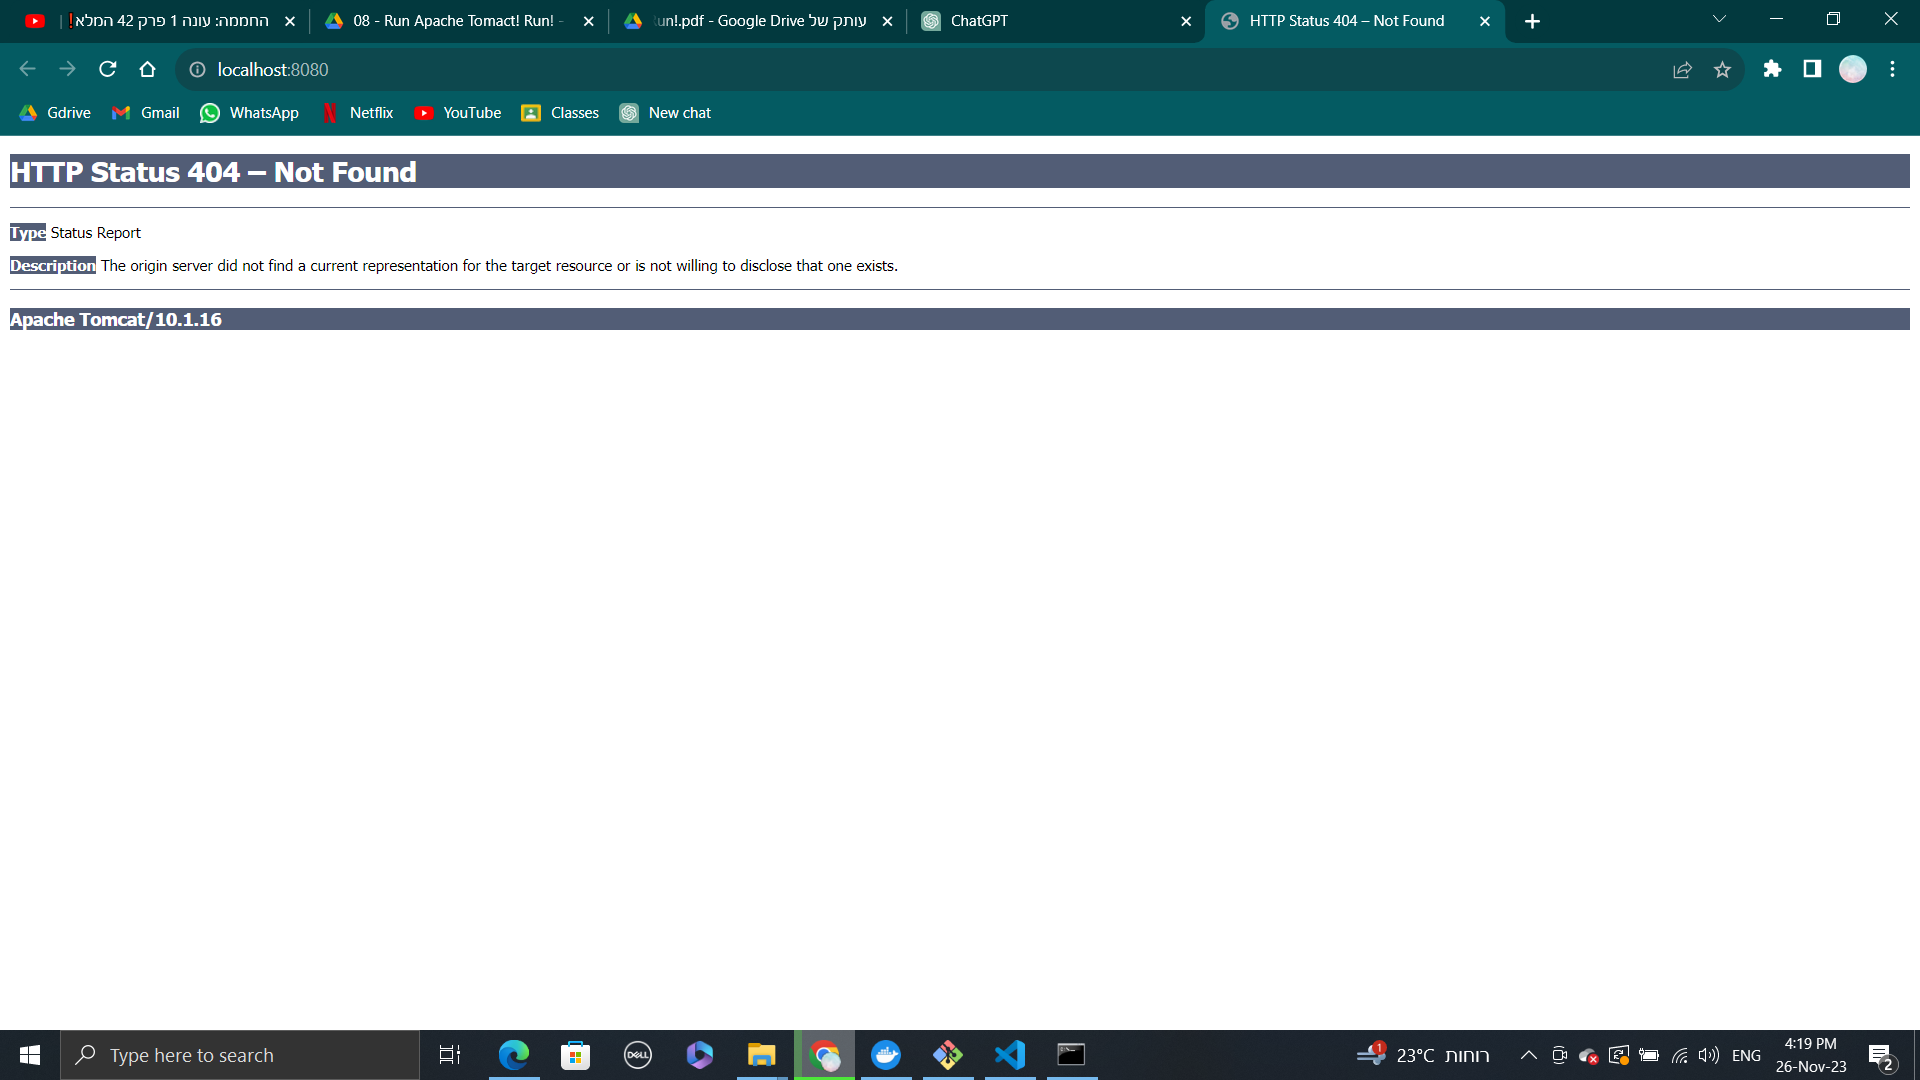 | החממה: עונה 1 פרק 42 המלא!
08 - Run Apache Tomact! Run! -
עותק של Run!.pdf - Google Drive
ChatGPT
HTTP Status 404 – Not Found
localhost:8080
Gdrive
Gmail
WhatsApp
Netflix
YouTube
Classes
New chat
HTTP Status 404 – Not Found
Type Status Report
Description The origin server did not find a current representation for the target resource or is not willing to disclose that one exists.
Apache Tomcat/10.1.16
Type here to search
DELL
1
23°C רוחות
ENG
4:19 PM
26-Nov-23
2